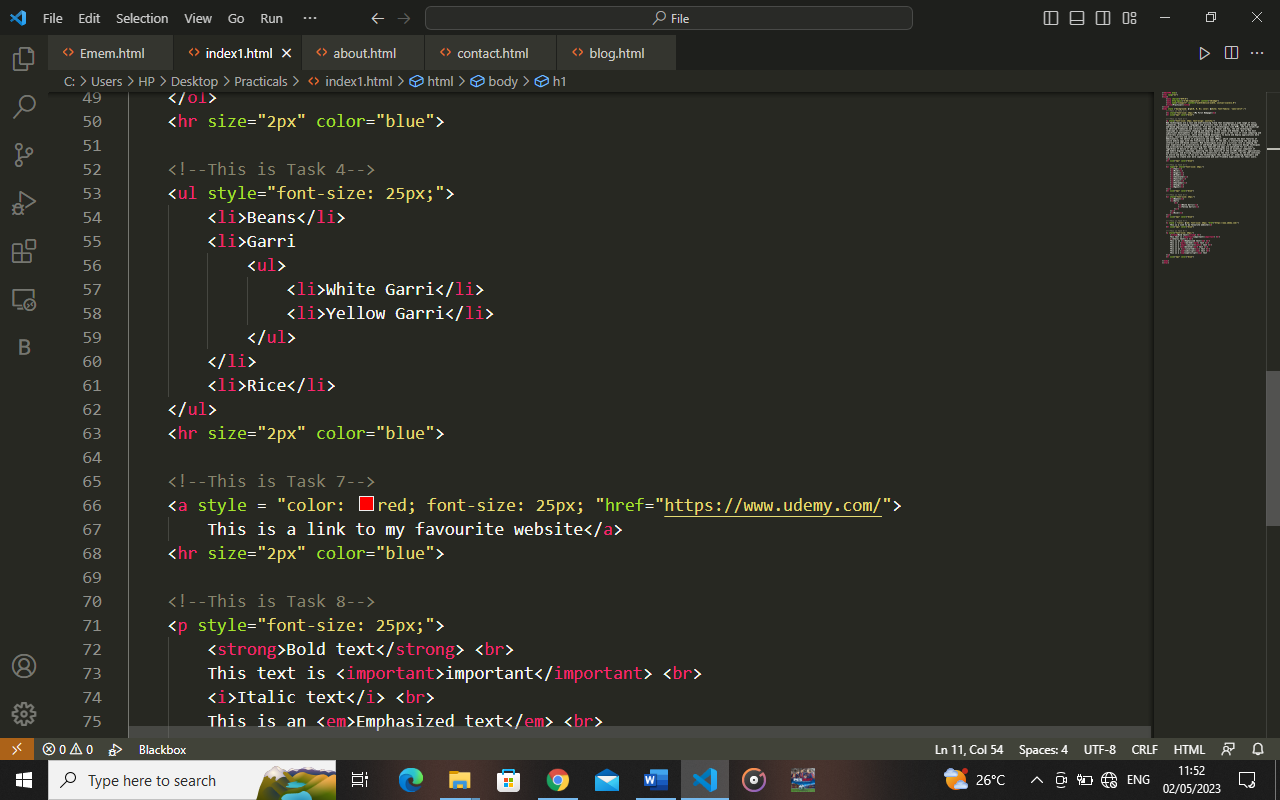 File Edit Selection View Go Run ··· File
Emem.html index1.html about.html contact.html blog.html
C: > Users > HP > Desktop > Practicals > index1.html > html > body > h1
49 </ol>
50 <hr size="2px" color="blue">
51
52 <!--This is Task 4-->
53 <ul style="font-size: 25px;">
54 <li>Beans</li>
55 <li>Garri
56 <ul>
57 <li>White Garri</li>
58 <li>Yellow Garri</li>
59 </ul>
60 </li>
61 <li>Rice</li>
62 </ul>
63 <hr size="2px" color="blue">
64
65 <!--This is Task 7-->
66 <a style = "color: red; font-size: 25px; "href="https://www.udemy.com/">
67 This is a link to my favourite website</a>
68 <hr size="2px" color="blue">
69
70 <!--This is Task 8-->
71 <p style="font-size: 25px;">
72 <strong>Bold text</strong> <br>
73 This text is <important>important</important> <br>
74 <i>Italic text</i> <br>
75 This is an <em>Emphasized text</em> <br>
B
0 0 Blackbox Ln 11, Col 54 Spaces: 4 UTF-8 CRLF HTML
Type here to search 26°C ENG 11:52
02/05/2023